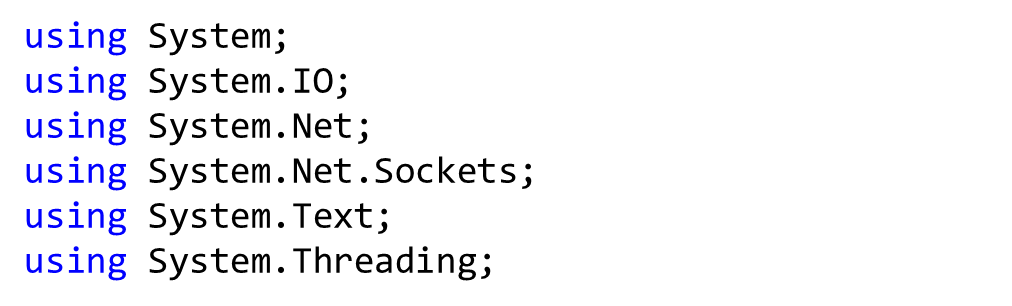 using System;
using System.IO;
using System.Net;
using System.Net.Sockets;
using System.Text;
using System.Threading;